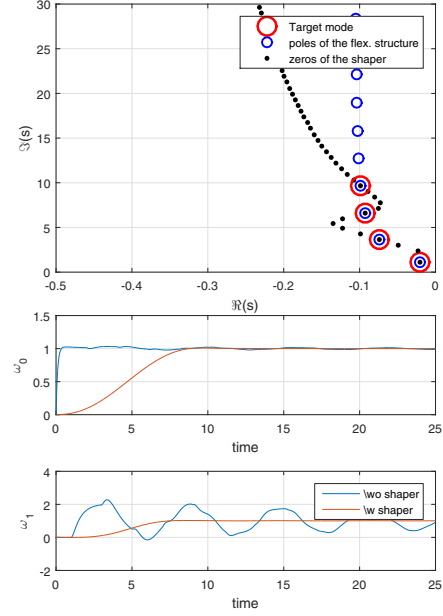 30
25
20
15
10
5
0
ℑ(s)
Target mode
poles of the flex. structure
zeros of the shaper
-0.5 -0.4 -0.3 -0.2 -0.1 0
ℜ(s)
1.5
1
0.5
0
ω0
0 5 10 15 20 25
time
4
2
0
-2
ω1
\wo shaper
\w shaper
0 5 10 15 20 25
time